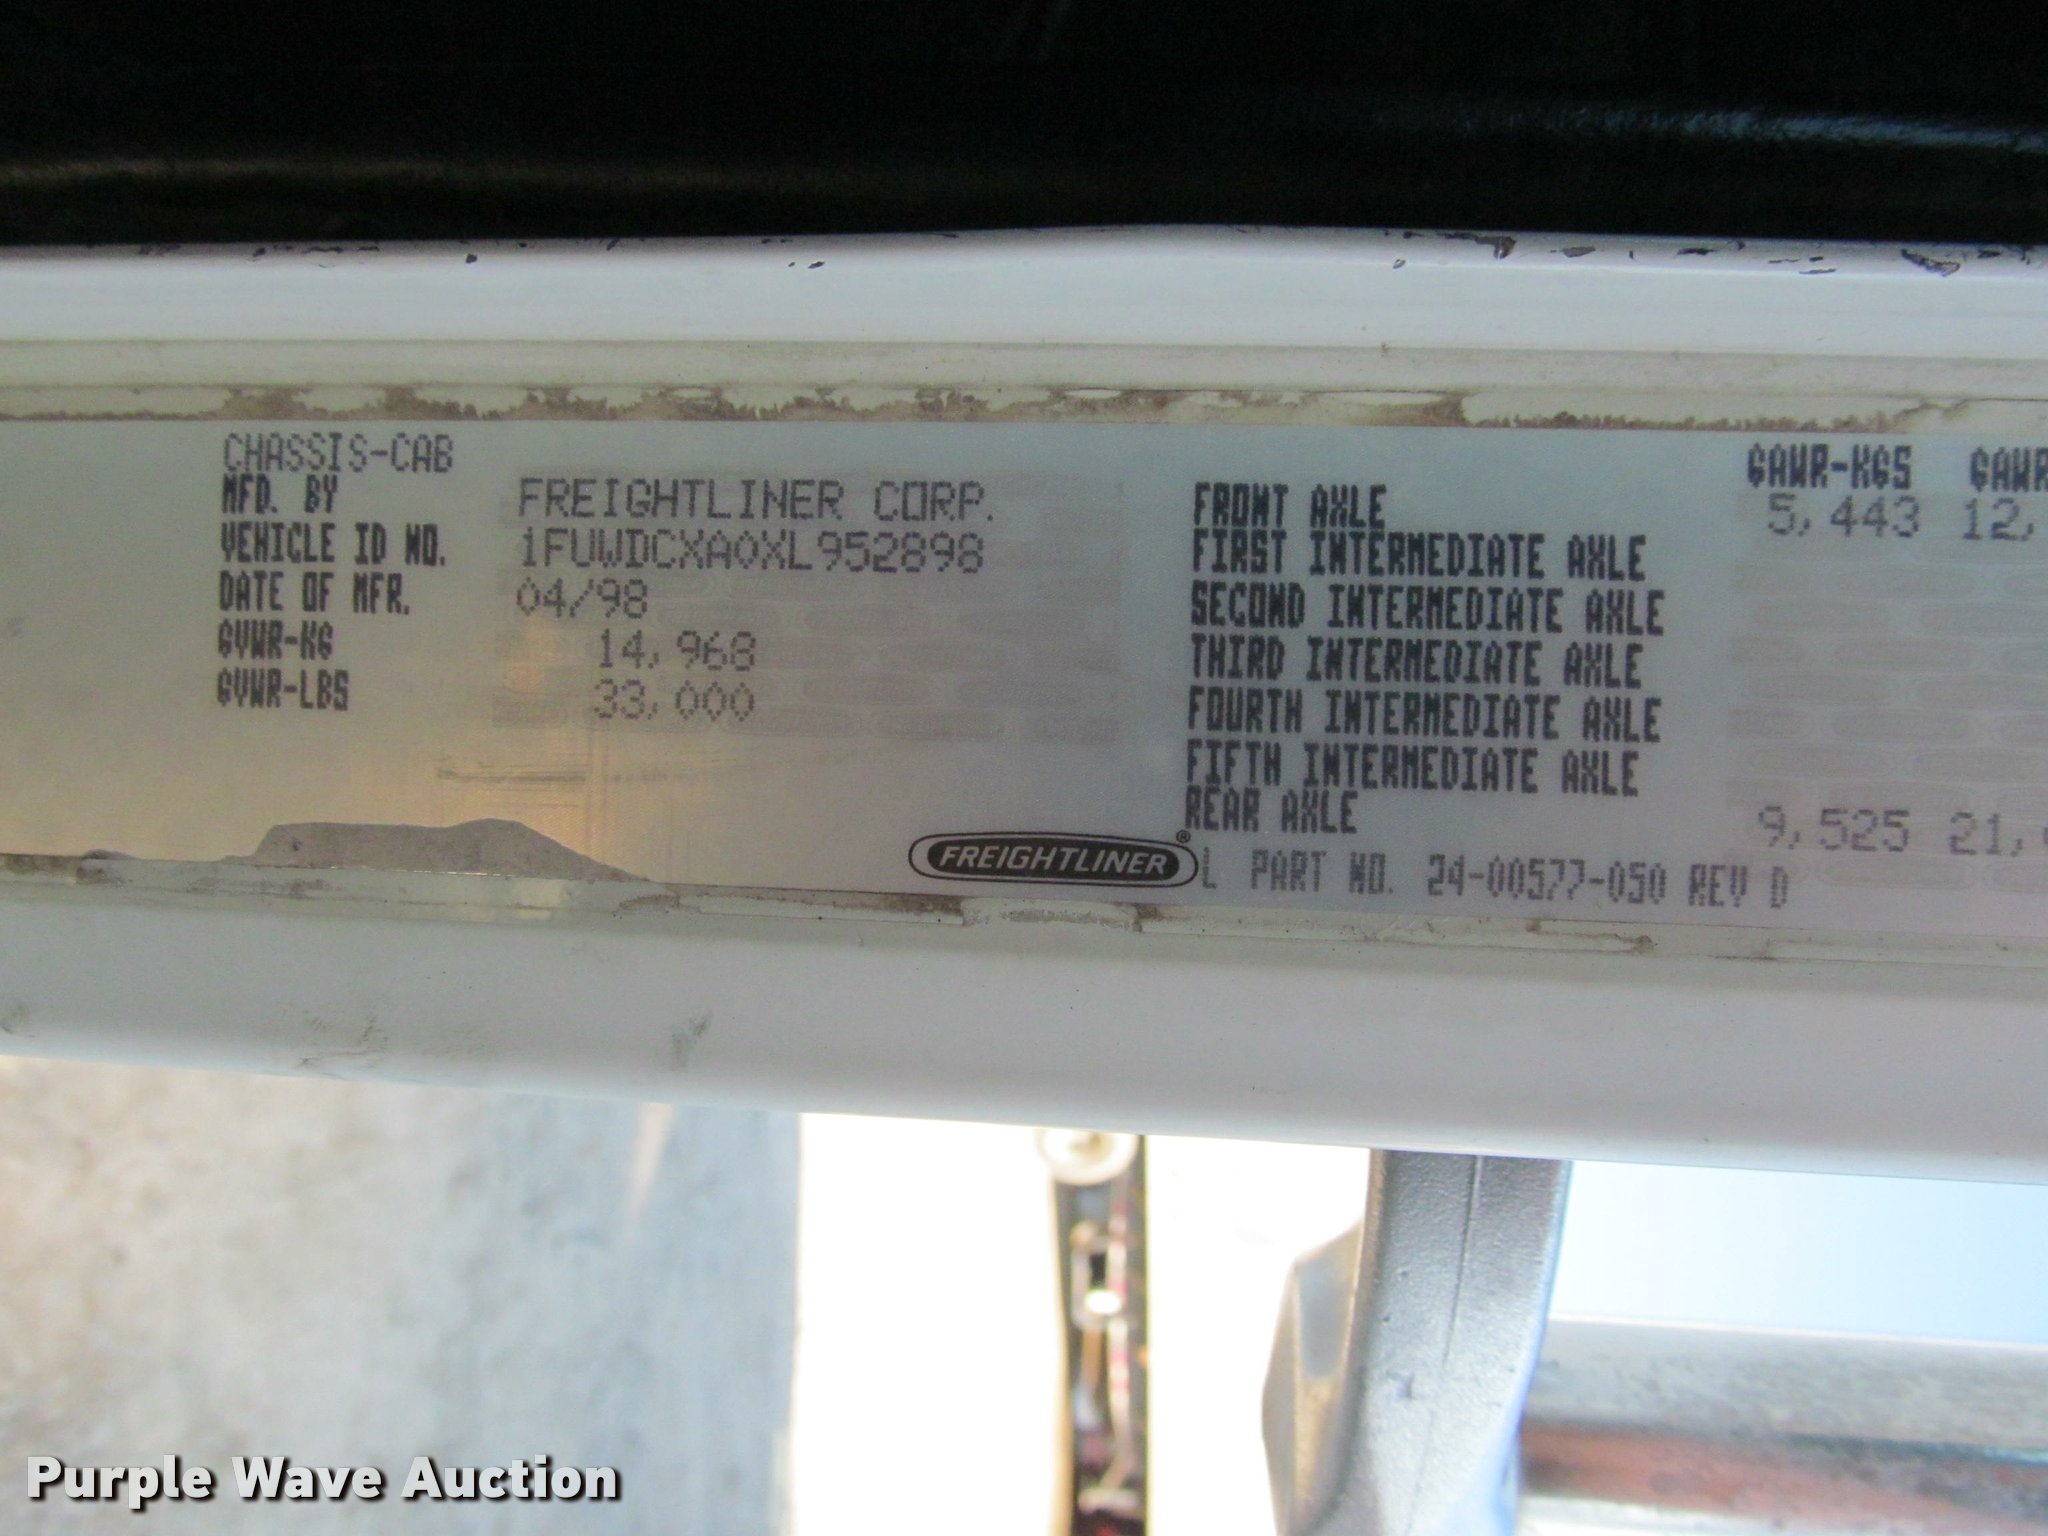 CHASSIS-CAB
MFD. BY FREIGHTLINER CORP.
VEHICLE ID NO. 1FUWDCXA0XL952898
DATE OF MFR. 04/98
GVWR-KG 14,968
GVWR-LBS 33,000
GAWR-KGS GAWR
FRONT AXLE 5,443 12,
FIRST INTERMEDIATE AXLE
SECOND INTERMEDIATE AXLE
THIRD INTERMEDIATE AXLE
FOURTH INTERMEDIATE AXLE
FIFTH INTERMEDIATE AXLE
REAR AXLE 9,525 21,
FREIGHTLINER®
L PART NO. 24-00577-050 REV D
Purple Wave Auction